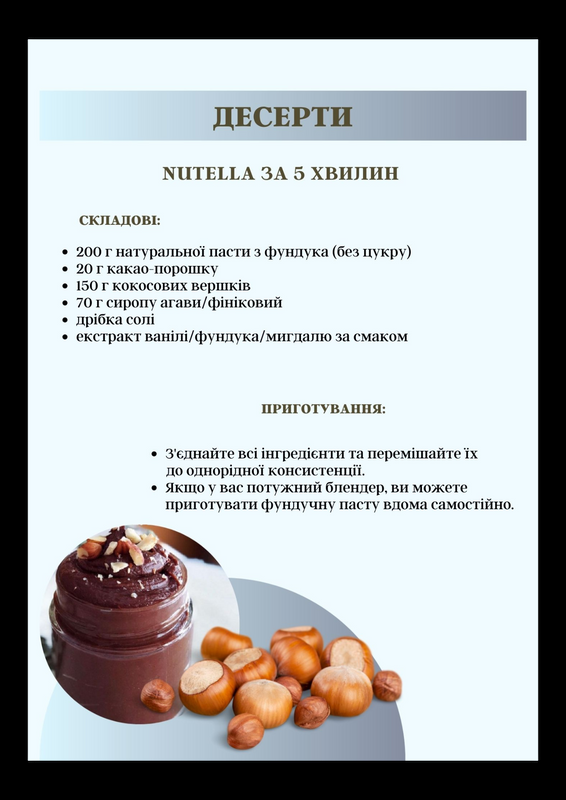 ДЕСЕРТИ
NUTELLA ЗА 5 ХВИЛИН
СКЛАДОВІ:
• 200 г натуральної пасти з фундука (без цукру)
• 20 г какао-порошку
• 150 г кокосових вершків
• 70 г сиропу агави/фініковий
• дрібка солі
• екстракт ванілі/фундука/мигдалю за смаком
ПРИГОТУВАННЯ:
• З'єднайте всі інгредієнти та перемішайте їх
до однорідної консистенції.
• Якщо у вас потужний блендер, ви можете
приготувати фундучну пасту вдома самостійно.